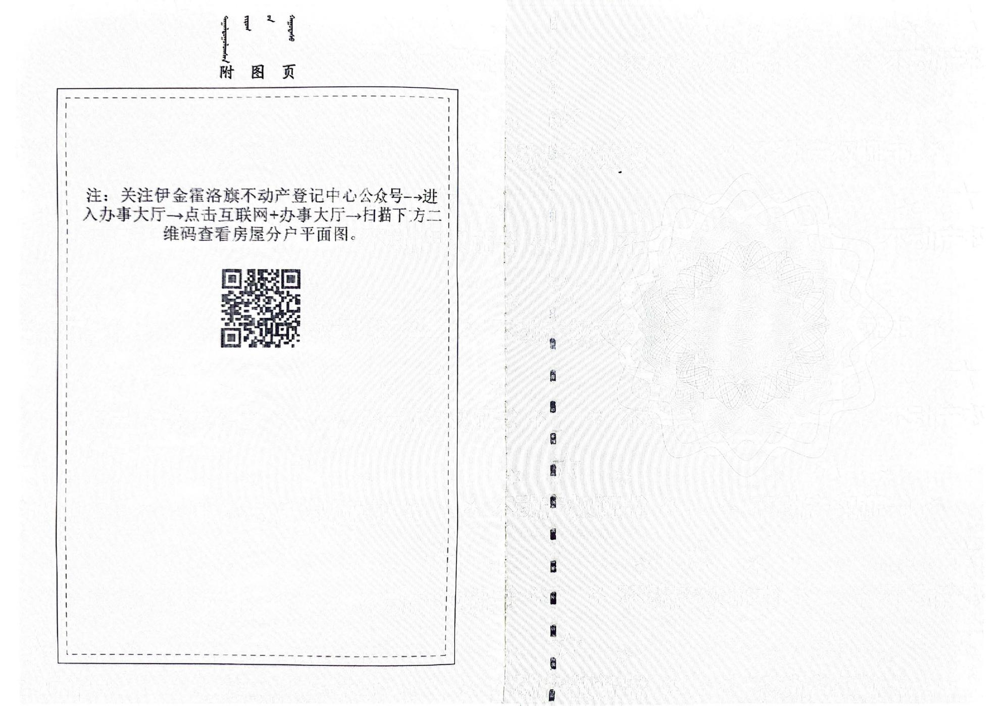 附图页
注：关注伊金霍洛旗不动产登记中心公众号-→进
入办事大厅→点击互联网+办事大厅→扫描下方二
维码查看房屋分户平面图。